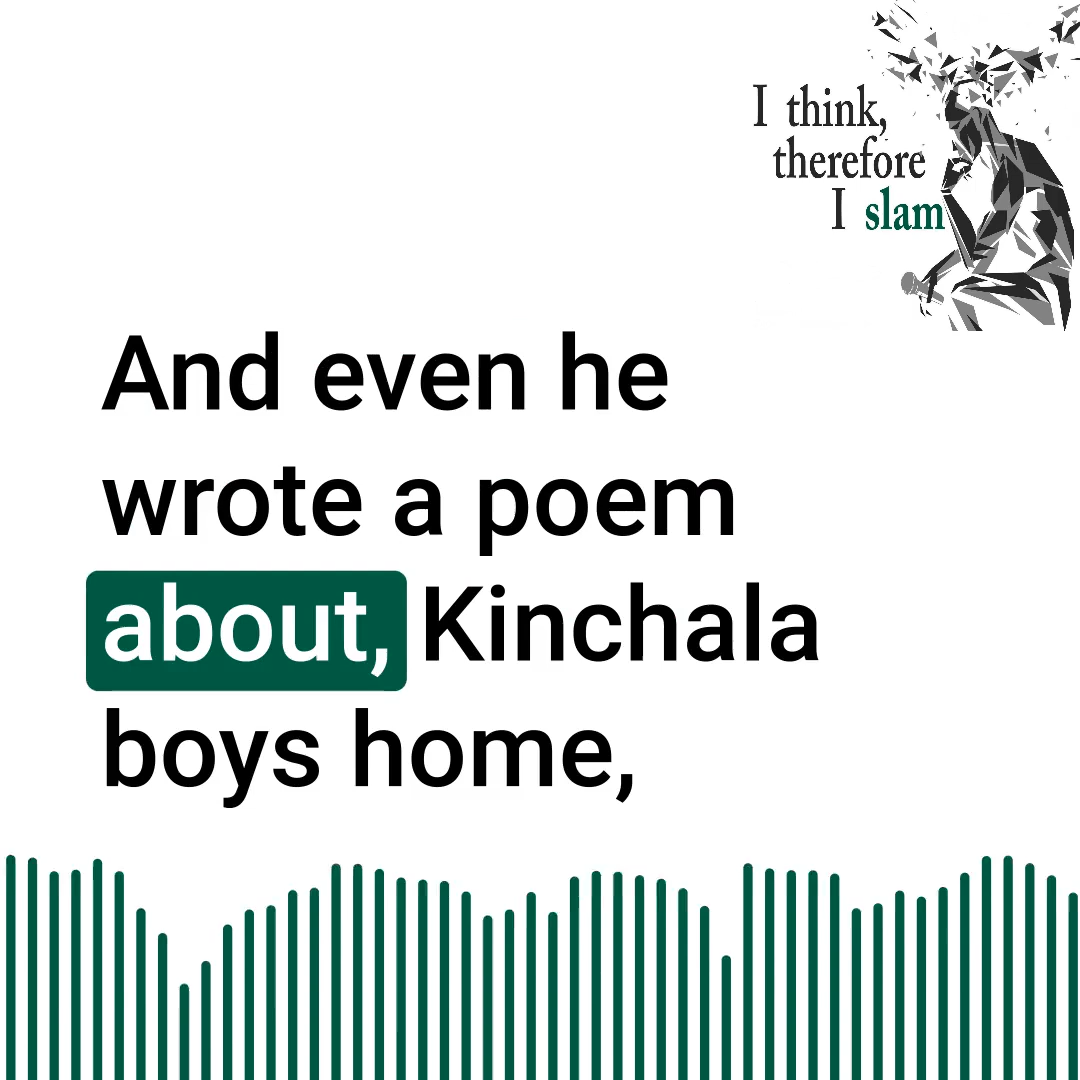 I think,
therefore
I slam
And even he
wrote a poem
about, Kinchala
boys home,